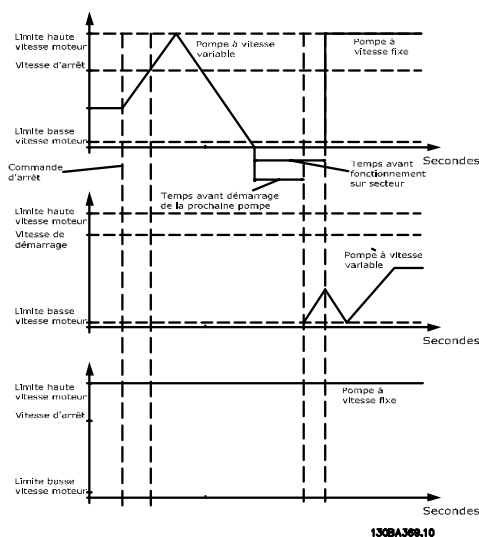 Limite haute
vitesse moteur
Pompe à vitesse
variable
Pompe à
vitesse fixe
Vitesse d'arrêt
Limite basse
vitesse moteur
Secondes
Commande
d'arrêt
Temps avant
fonctionnement
sur secteur
Temps avant démarrage
de la prochaine pompe
Limite haute
vitesse moteur
Vitesse de
démarrage
Pompe à vitesse
variable
Limite basse
vitesse moteur
Secondes
Limite haute
vitesse moteur
Pompe à
vitesse fixe
Vitesse d'arrêt
Limite basse
vitesse moteur
Secondes
130BA369.10